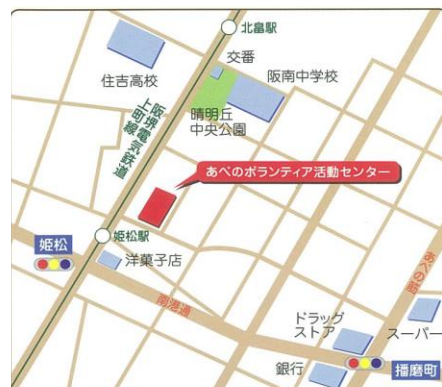 北畠駅
交番
住吉高校
阪南中学校
晴明丘
中央公園
阪堺電気鉄道
上町線
あべのボランティア活動センター
姫松駅
姫松
洋菓子店
南港通
あべの筋
ドラッグ
ストア
スーパー
銀行
播磨町